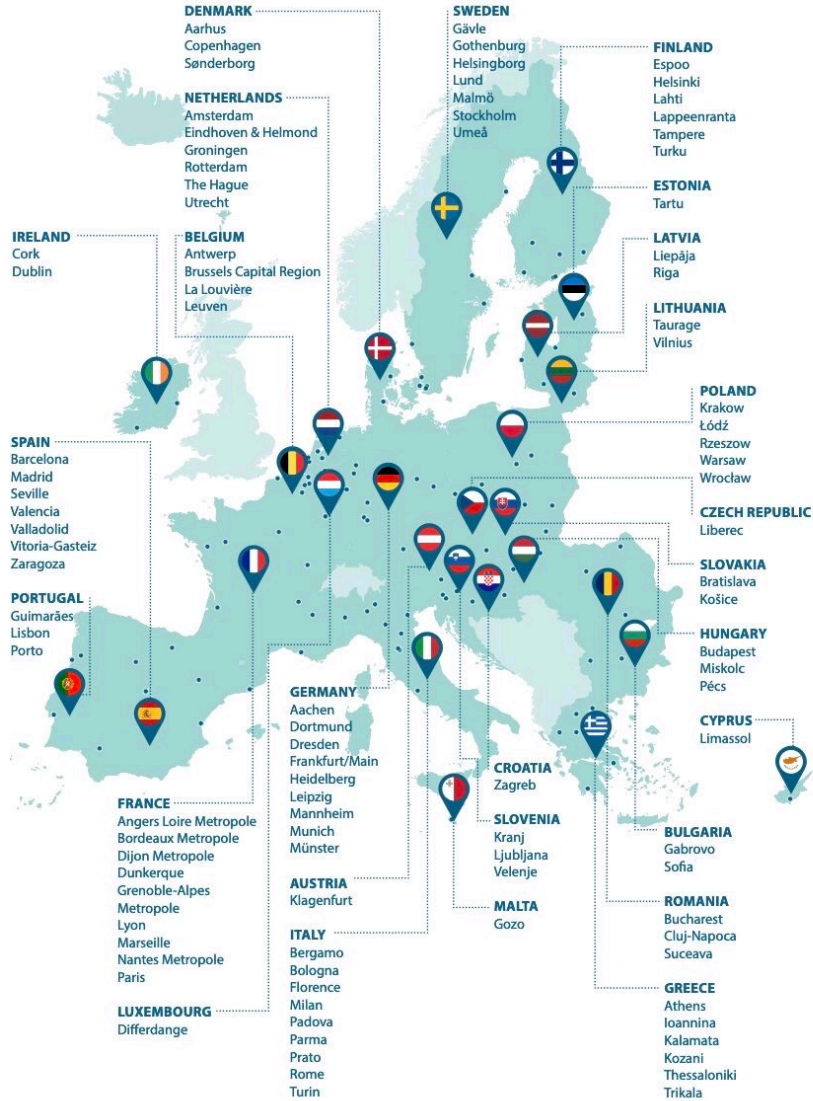 DENMARK
Aarhus
Copenhagen
Sønderborg
SWEDEN
Gävle
Gothenburg
Helsingborg
Lund
Malmö
Stockholm
Umeå
FINLAND
Espoo
Helsinki
Lahti
Lappeenranta
Tampere
Turku
NETHERLANDS
Amsterdam
Eindhoven & Helmond
Groningen
Rotterdam
The Hague
Utrecht
ESTONIA
Tartu
IRELAND
Cork
Dublin
BELGIUM
Antwerp
Brussels Capital Region
La Louvière
Leuven
LATVIA
Liepāja
Riga
LITHUANIA
Taurage
Vilnius
POLAND
Krakow
Łódź
Rzeszow
Warsaw
Wrocław
SPAIN
Barcelona
Madrid
Seville
Valencia
Valladolid
Vitoria-Gasteiz
Zaragoza
CZECH REPUBLIC
Liberec
SLOVAKIA
Bratislava
Košice
PORTUGAL
Guimarães
Lisbon
Porto
HUNGARY
Budapest
Miskolc
Pécs
GERMANY
Aachen
Dortmund
Dresden
Frankfurt/Main
Heidelberg
Leipzig
Mannheim
Munich
Münster
CYPRUS
Limassol
CROATIA
Zagreb
FRANCE
Angers Loire Metropole
Bordeaux Metropole
Dijon Metropole
Dunkerque
Grenoble-Alpes
Metropole
Lyon
Marseille
Nantes Metropole
Paris
SLOVENIA
Kranj
Ljubljana
Velenje
BULGARIA
Gabrovo
Sofia
AUSTRIA
Klagenfurt
MALTA
Gozo
ROMANIA
Bucharest
Cluj-Napoca
Suceava
ITALY
Bergamo
Bologna
Florence
Milan
Padova
Parma
Prato
Rome
Turin
GREECE
Athens
Ioannina
Kalamata
Kozani
Thessaloniki
Trikala
LUXEMBOURG
Differdange